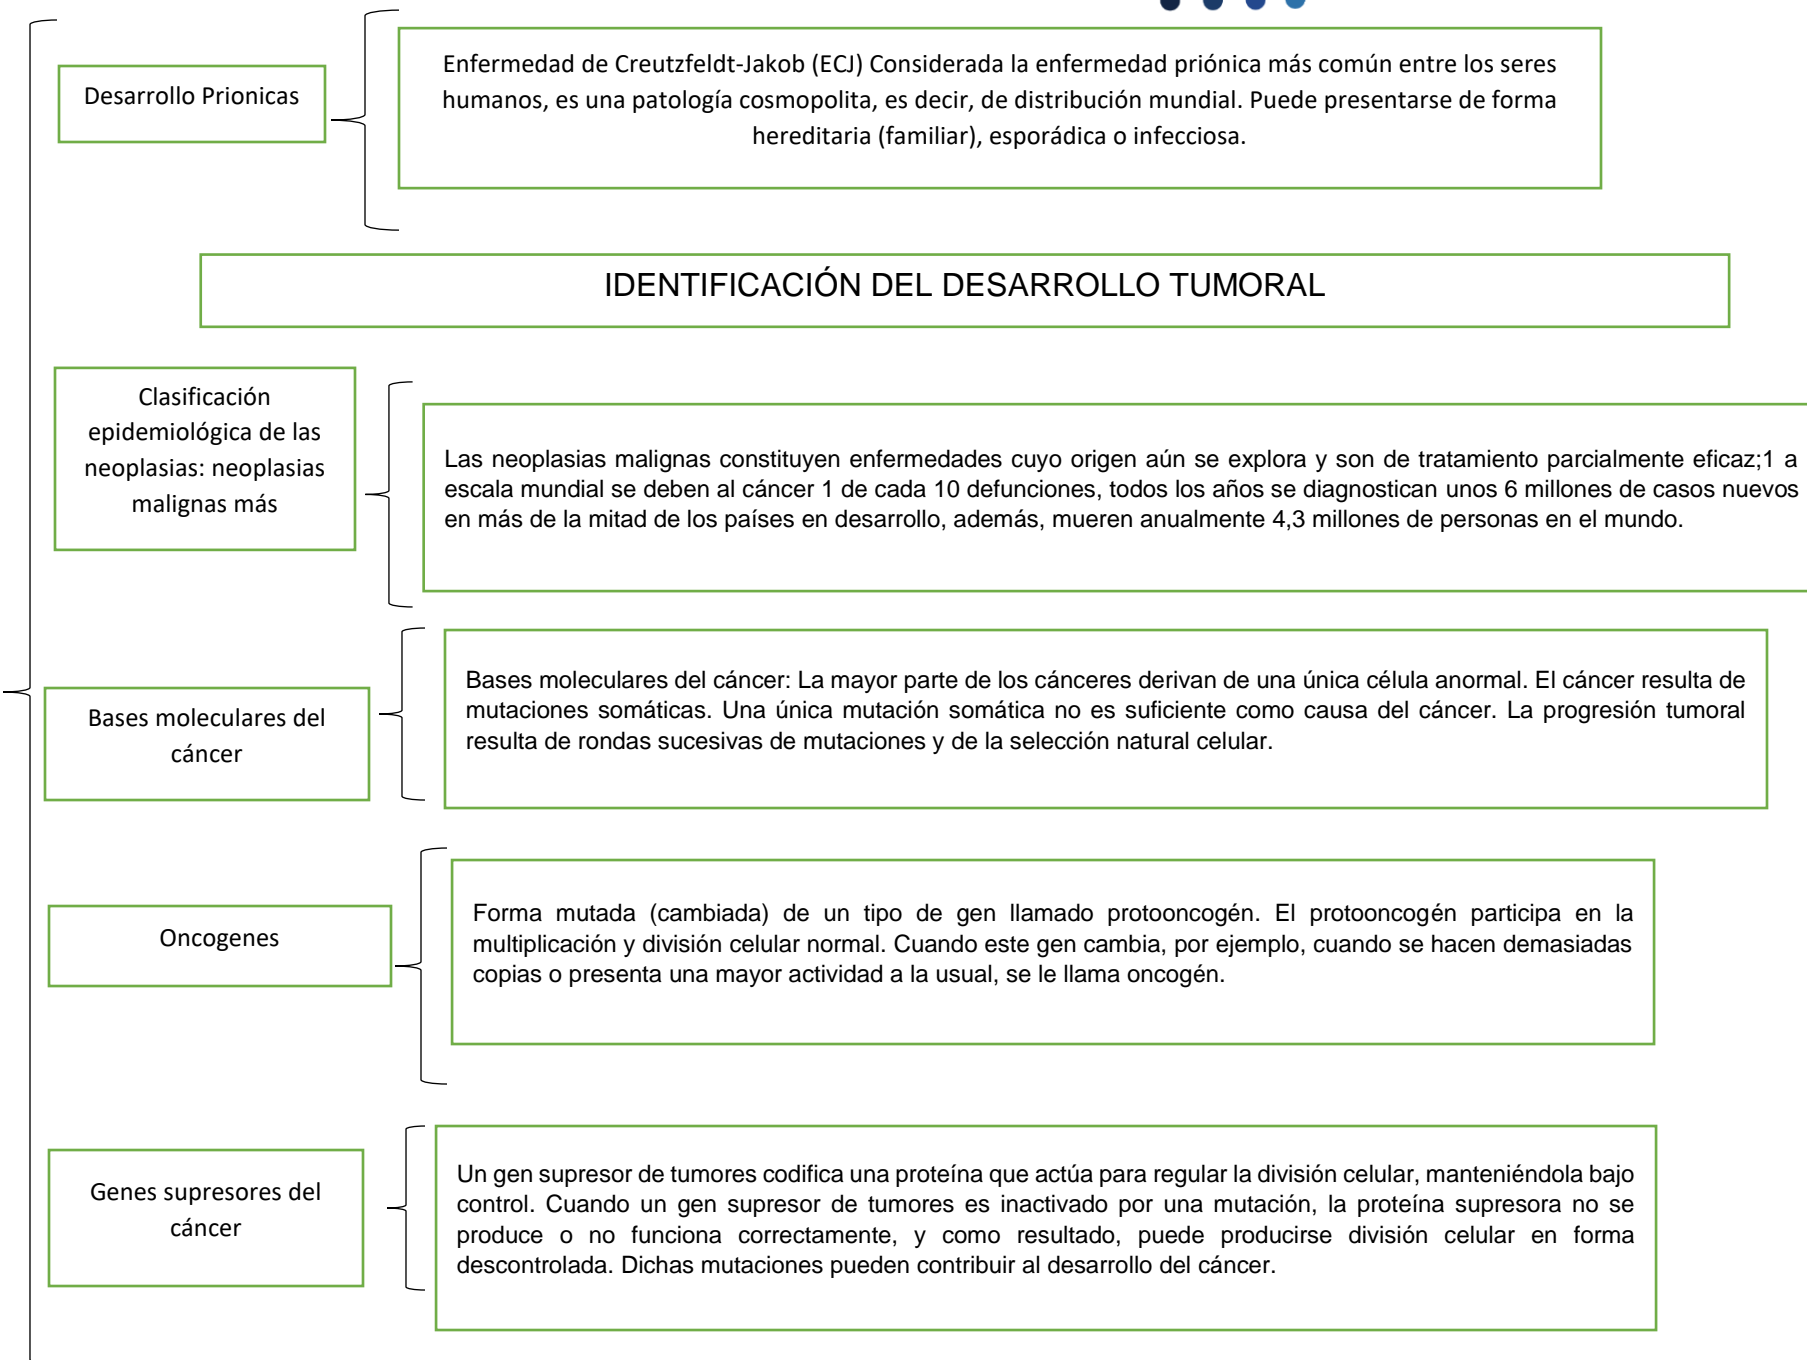 Desarrollo Prionicas
Enfermedad de Creutzfeldt-Jakob (ECJ) Considerada la enfermedad priónica más común entre los seres
humanos, es una patología cosmopolita, es decir, de distribución mundial. Puede presentarse de forma
hereditaria (familiar), esporádica o infecciosa.
IDENTIFICACIÓN DEL DESARROLLO TUMORAL
Clasificación
epidemiológica de las
neoplasias: neoplasias
malignas más
Las neoplasias malignas constituyen enfermedades cuyo origen aún se explora y son de tratamiento parcialmente eficaz;1 a
escala mundial se deben al cáncer 1 de cada 10 defunciones, todos los años se diagnostican unos 6 millones de casos nuevos
en más de la mitad de los países en desarrollo, además, mueren anualmente 4,3 millones de personas en el mundo.
Bases moleculares del
cáncer
Bases moleculares del cáncer: La mayor parte de los cánceres derivan de una única célula anormal. El cáncer resulta de
mutaciones somáticas. Una única mutación somática no es suficiente como causa del cáncer. La progresión tumoral
resulta de rondas sucesivas de mutaciones y de la selección natural celular.
Oncogenes
Forma mutada (cambiada) de un tipo de gen llamado protooncogén. El protooncogén participa en la
multiplicación y división celular normal. Cuando este gen cambia, por ejemplo, cuando se hacen demasiadas
copias o presenta una mayor actividad a la usual, se le llama oncogén.
Genes supresores del
cáncer
Un gen supresor de tumores codifica una proteína que actúa para regular la división celular, manteniéndola bajo
control. Cuando un gen supresor de tumores es inactivado por una mutación, la proteína supresora no se
produce o no funciona correctamente, y como resultado, puede producirse división celular en forma
descontrolada. Dichas mutaciones pueden contribuir al desarrollo del cáncer.